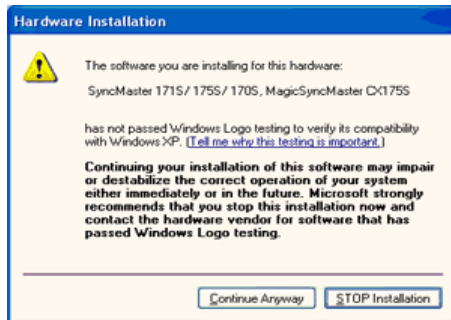 Hardware Installation
The software you are installing for this hardware:
SyncMaster 171S/ 175S/ 170S, MagicSyncMaster CX175S
has not passed Windows Logo testing to verify its compatibility
with Windows XP. (Tell me why this testing is important.)
Continuing your installation of this software may impair
or destabilize the correct operation of your system
either immediately or in the future. Microsoft strongly
recommends that you stop this installation now and
contact the hardware vendor for software that has
passed Windows Logo testing.
Continue Anyway
STOP Installation